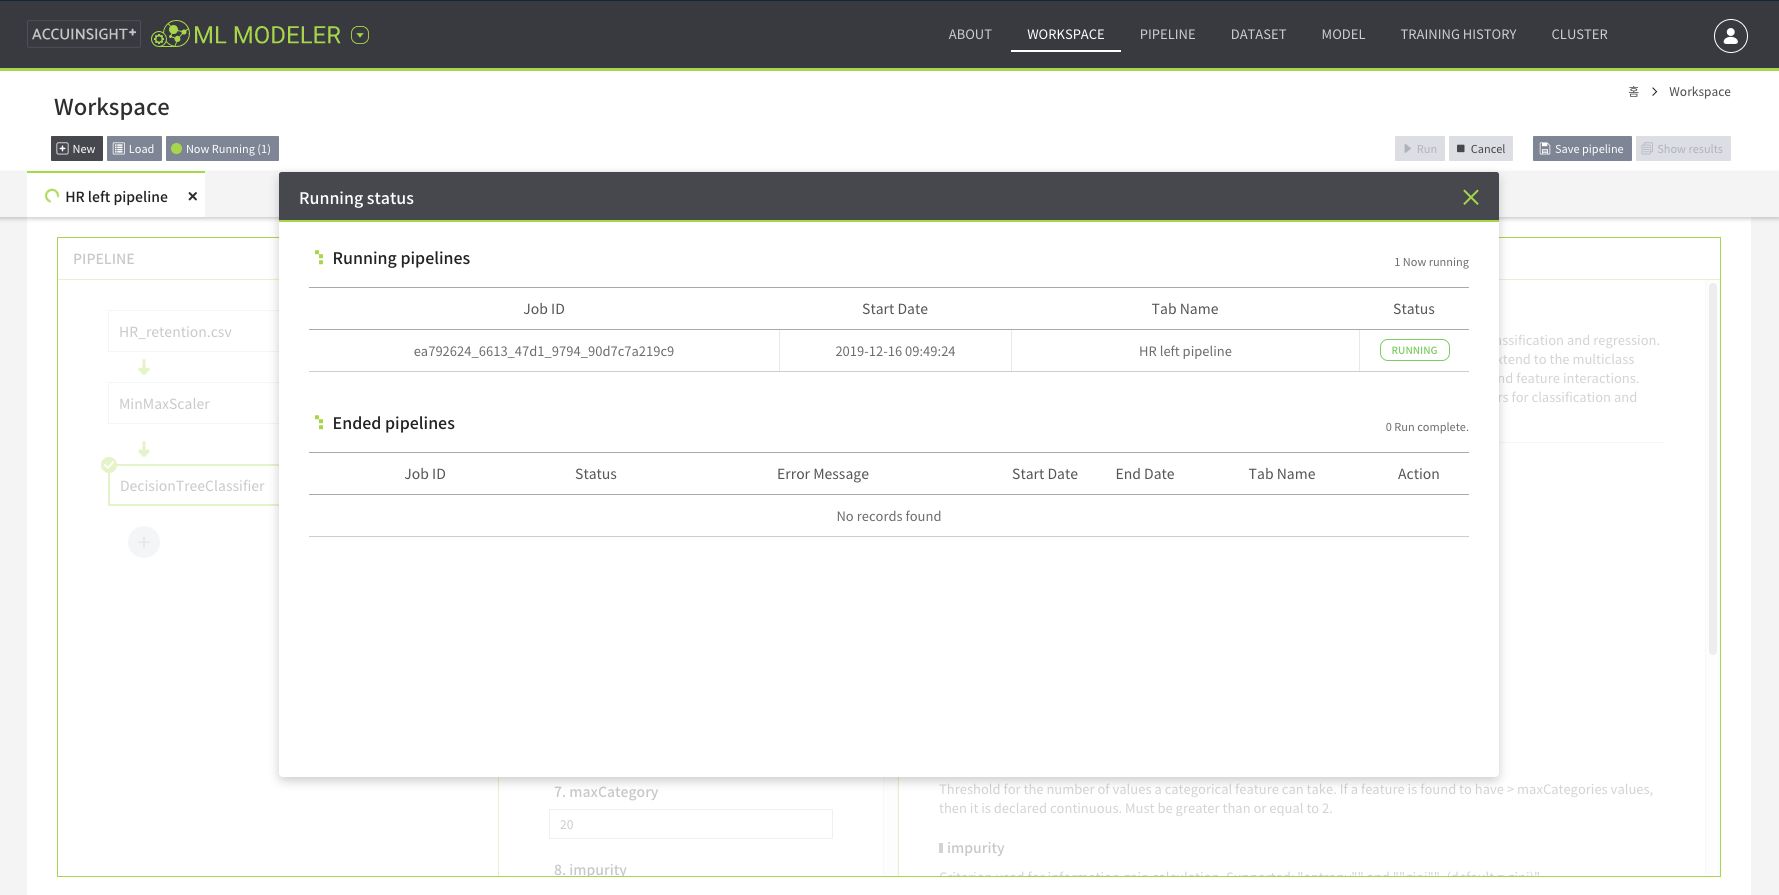 ACCUINSIGHT+ ML MODELER
ABOUT WORKSPACE PIPELINE DATASET MODEL TRAINING HISTORY CLUSTER
Workspace
홈 > Workspace
New Load Now Running (1)
Run Cancel Save pipeline Show results
HR left pipeline
Running status
PIPELINE
Running pipelines
1 Now running
Job ID Start Date Tab Name Status
ea792624_6613_47d1_9794_90d7c7a219c9 2019-12-16 09:49:24 HR left pipeline RUNNING
Ended pipelines
0 Run complete.
Job ID Status Error Message Start Date End Date Tab Name Action
No records found
HR_retention.csv
MinMaxScaler
DecisionTreeClassifier
ssification and regression.
xtend to the multiclass
nd feature interactions.
rs for classification and
7. maxCategory
20
8. impurity
Threshold for the number of values a categorical feature can take. If a feature is found to have > maxCategories values,
then it is declared continuous. Must be greater than or equal to 2.
impurity